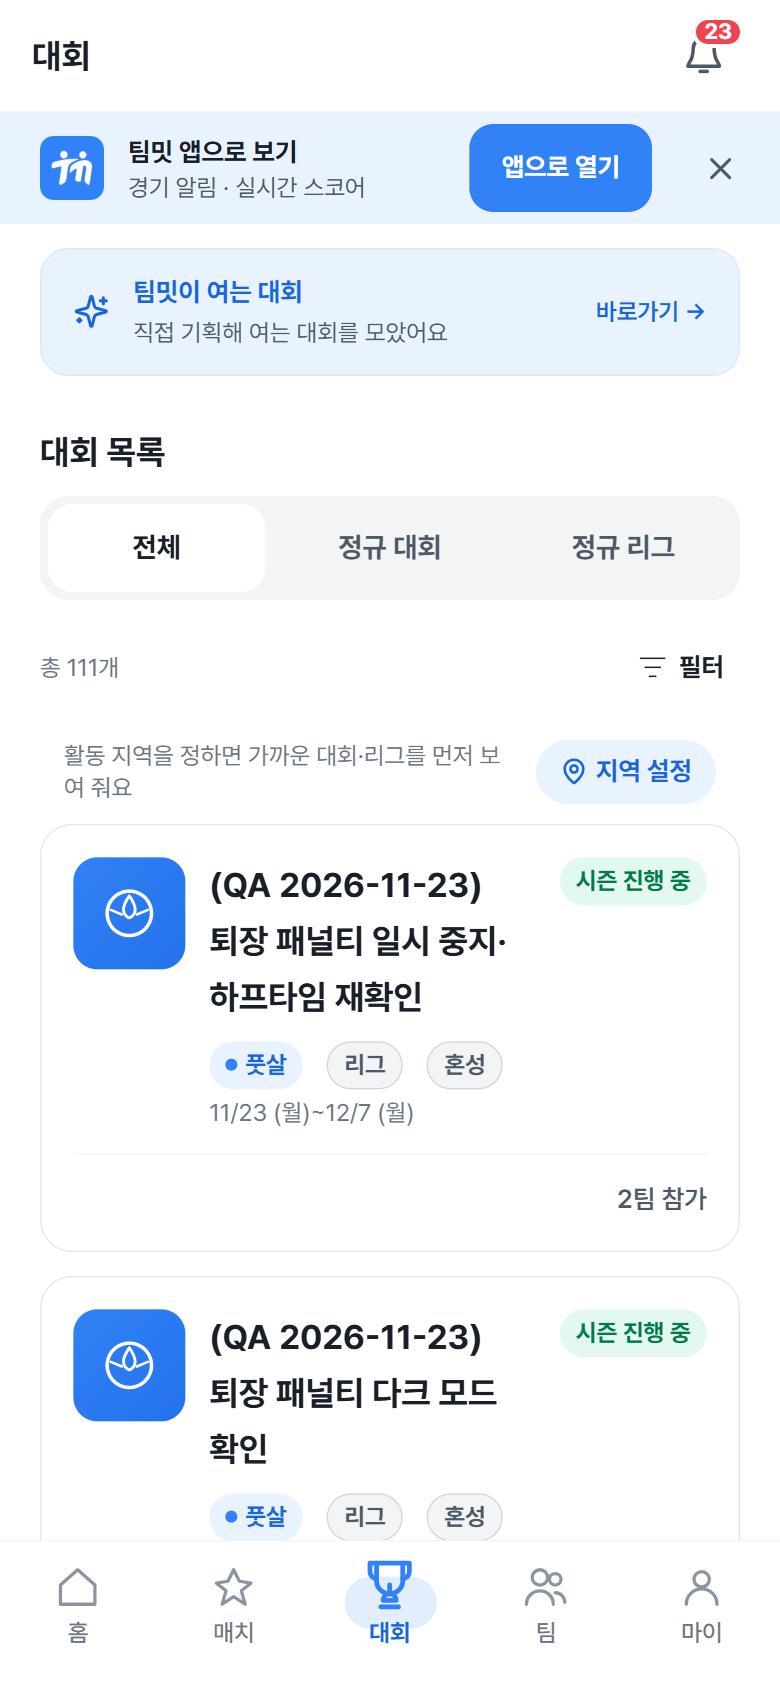 대회
23
팀밋 앱으로 보기
경기 알림 · 실시간 스코어
앱으로 열기
팀밋이 여는 대회
직접 기획해 여는 대회를 모았어요
바로가기 →
대회 목록
전체
정규 대회
정규 리그
총 111개
필터
활동 지역을 정하면 가까운 대회·리그를 먼저 보
여 줘요
지역 설정
(QA 2026-11-23)
시즌 진행 중
퇴장 패널티 일시 중지·
하프타임 재확인
풋살
리그
혼성
11/23 (월)~12/7 (월)
2팀 참가
(QA 2026-11-23)
시즌 진행 중
퇴장 패널티 다크 모드
확인
풋살
리그
혼성
홈
매치
대회
팀
마이